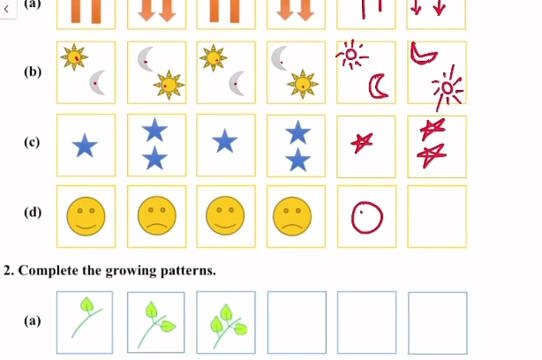 (a)
(b)
(c)
(d)
2. Complete the growing patterns.
(a)